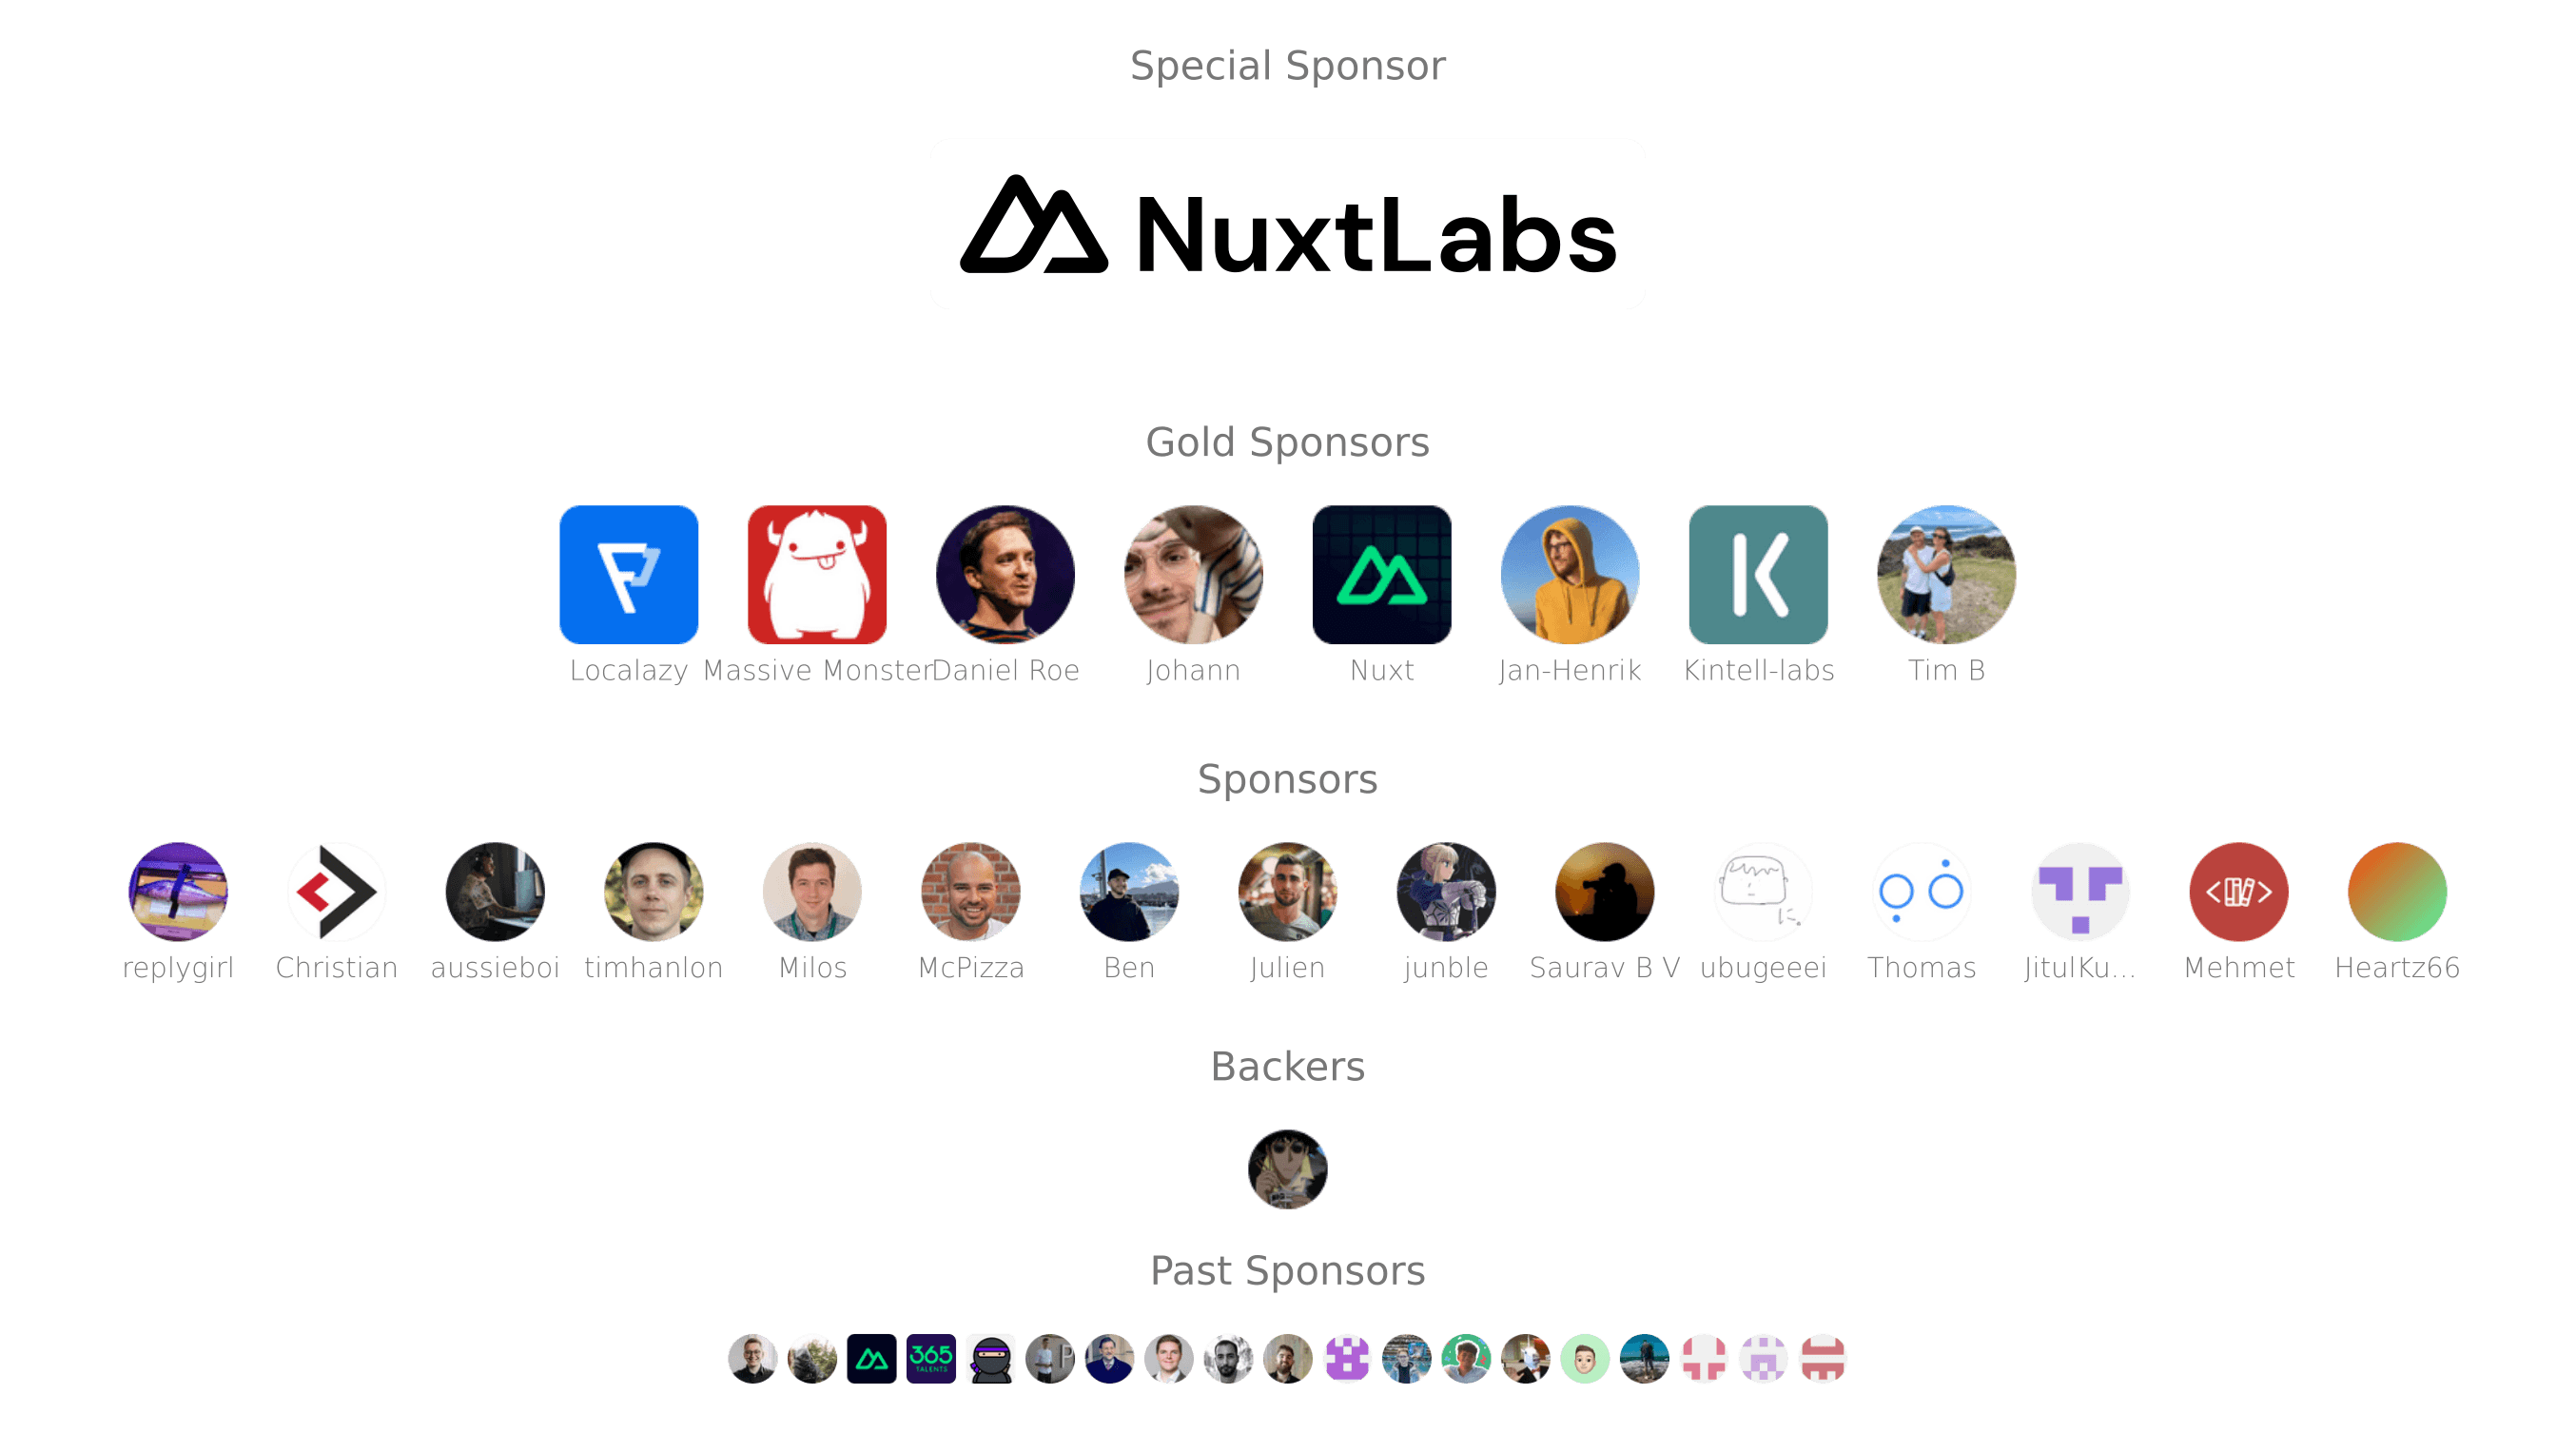 Special Sponsor
NuxtLabs
Gold Sponsors
Localazy Massive Monster Daniel Roe Johann Nuxt Jan-Henrik Kintell-labs Tim B
Sponsors
replygirl Christian aussieboi timhanlon Milos McPizza Ben Julien junble Saurav B V ubugeeei Thomas JitulKu... Mehmet Heartz66
Backers
Past Sponsors
365
TALENTS